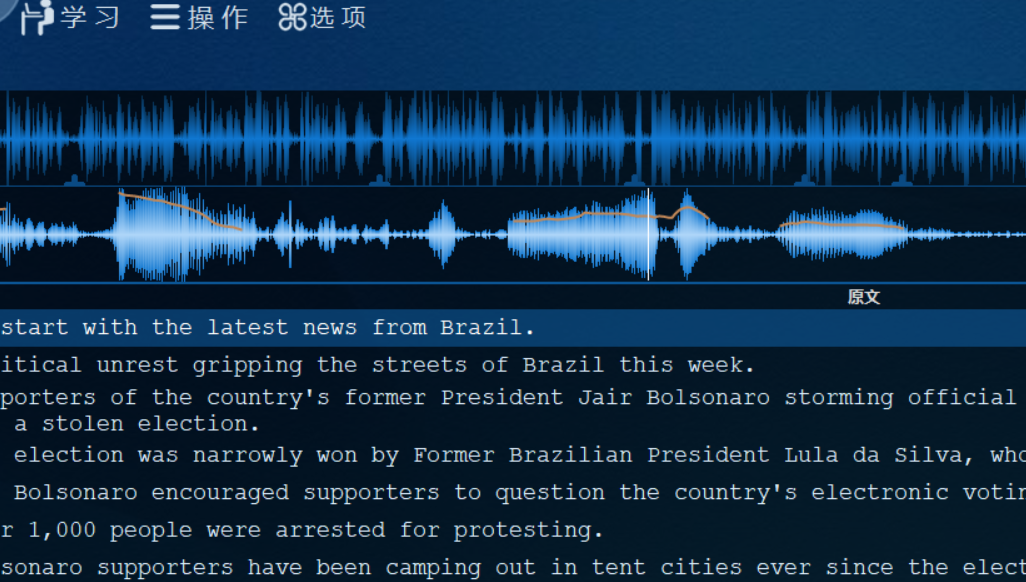 学习 操作 选项
原文
start with the latest news from Brazil.
itical unrest gripping the streets of Brazil this week.
porters of the country's former President Jair Bolsonaro storming official
a stolen election.
election was narrowly won by Former Brazilian President Lula da Silva, who
Bolsonaro encouraged supporters to question the country's electronic votin
r 1,000 people were arrested for protesting.
sonaro supporters have been camping out in tent cities ever since the elect